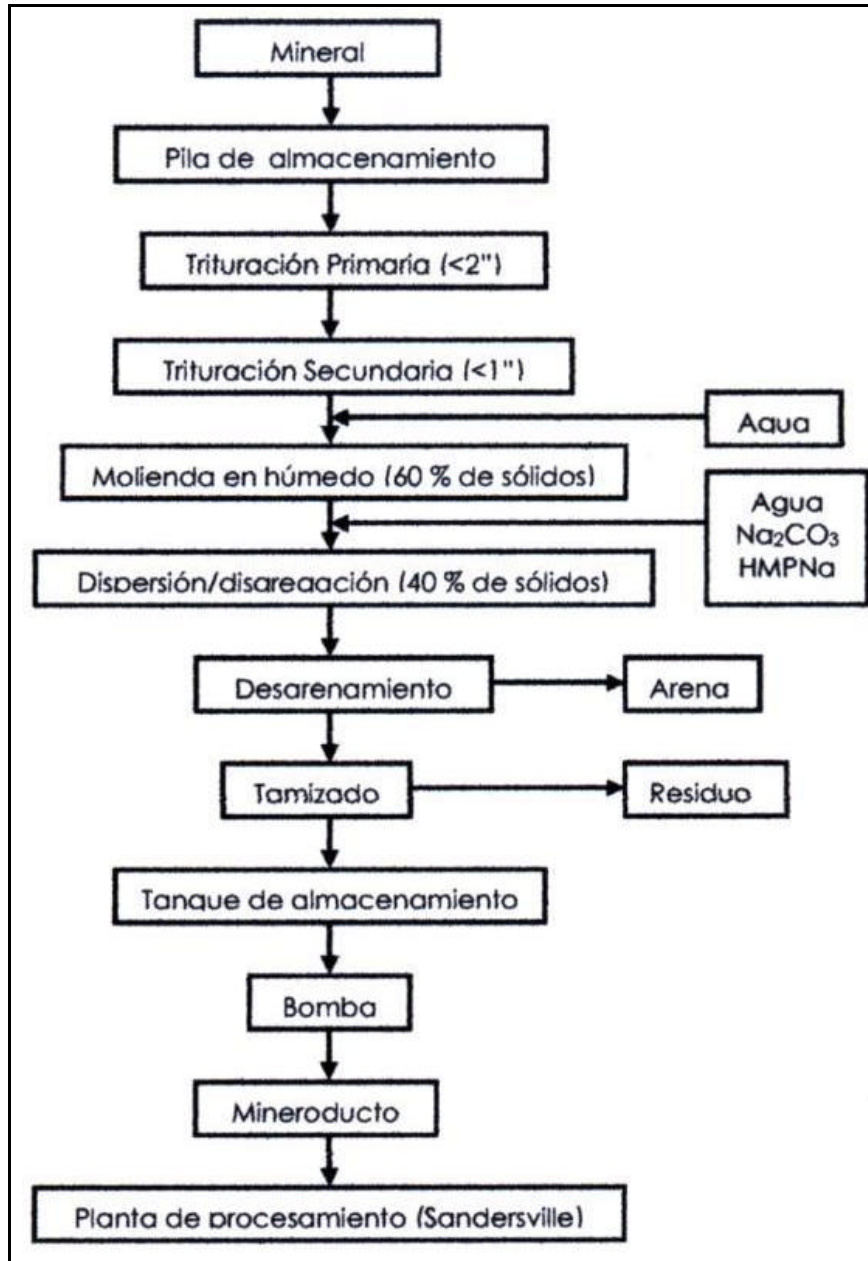 Mineral
Pila de almacenamiento
Trituración Primaria (<2")
Trituración Secundaria (<1")
Agua
Molienda en húmedo (60 % de sólidos)
Agua
Na₂CO₃
HMPNa
Dispersión/disgregación (40 % de sólidos)
Desarenamiento
Arena
Tamizado
Residuo
Tanque de almacenamiento
Bomba
Mineroducto
Planta de procesamiento (Sandersville)